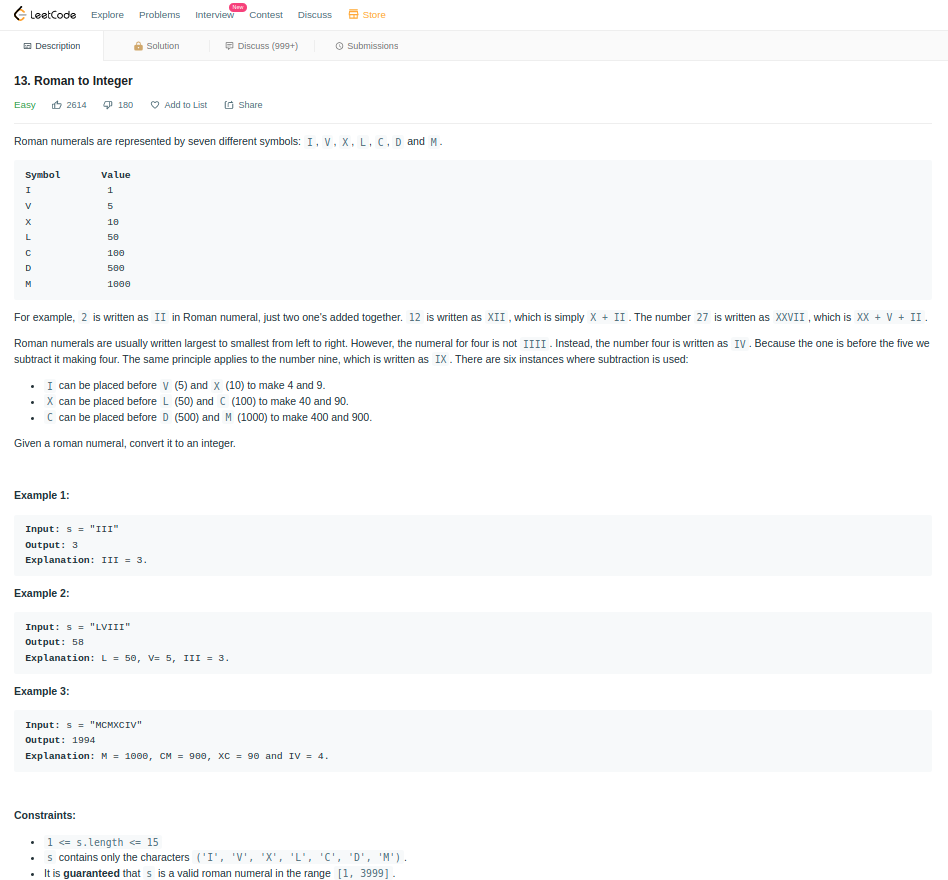 LeetCode Explore Problems Interview New Contest Discuss Store
Description Solution Discuss (999+) Submissions
13. Roman to Integer
Easy 2614 180 Add to List Share
Roman numerals are represented by seven different symbols: I, V, X, L, C, D and M.
Symbol Value
I 1
V 5
X 10
L 50
C 100
D 500
M 1000
For example, 2 is written as II in Roman numeral, just two one's added together. 12 is written as XII, which is simply X + II. The number 27 is written as XXVII, which is XX + V + II.
Roman numerals are usually written largest to smallest from left to right. However, the numeral for four is not IIII. Instead, the number four is written as IV. Because the one is before the five we
subtract it making four. The same principle applies to the number nine, which is written as IX. There are six instances where subtraction is used:
• I can be placed before V (5) and X (10) to make 4 and 9.
• X can be placed before L (50) and C (100) to make 40 and 90.
• C can be placed before D (500) and M (1000) to make 400 and 900.
Given a roman numeral, convert it to an integer.
Example 1:
Input: s = "III"
Output: 3
Explanation: III = 3.
Example 2:
Input: s = "LVIII"
Output: 58
Explanation: L = 50, V= 5, III = 3.
Example 3:
Input: s = "MCMXCIV"
Output: 1994
Explanation: M = 1000, CM = 900, XC = 90 and IV = 4.
Constraints:
• 1 <= s.length <= 15
• s contains only the characters ('I', 'V', 'X', 'L', 'C', 'D', 'M').
• It is guaranteed that s is a valid roman numeral in the range [1, 3999].